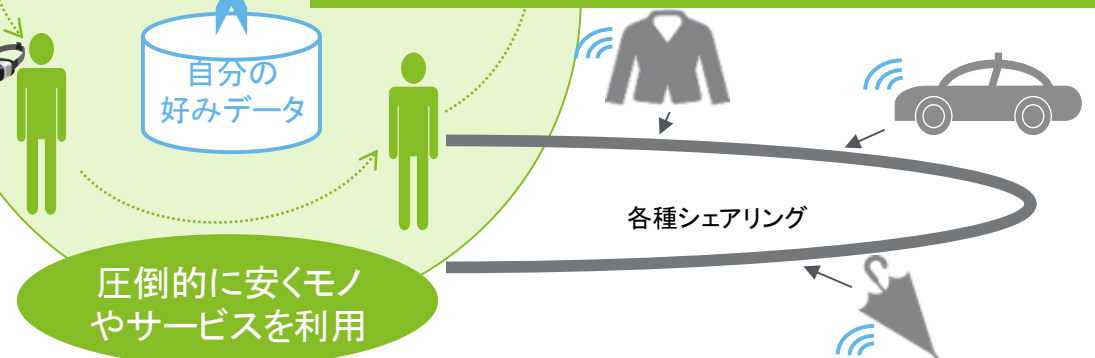 自分の
好みデータ
各種シェアリング
圧倒的に安くモノ
やサービスを利用